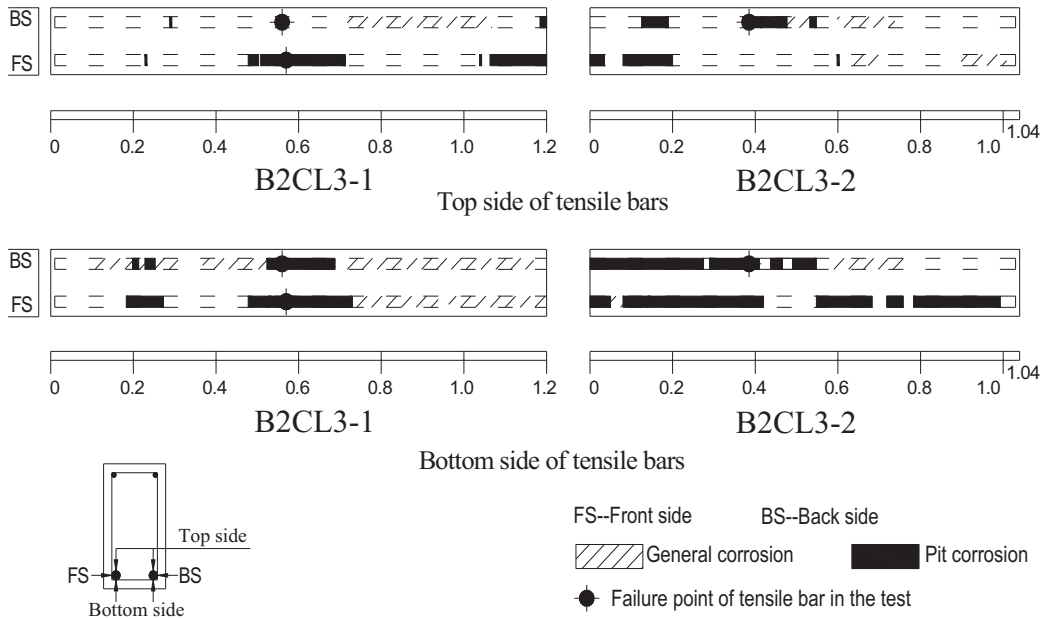 BS
FS
0 0.2 0.4 0.6 0.8 1.0 1.2
0 0.2 0.4 0.6 0.8 1.0 1.04
B2CL3-1
B2CL3-2
Top side of tensile bars
BS
FS
0 0.2 0.4 0.6 0.8 1.0 1.2
0 0.2 0.4 0.6 0.8 1.0 1.04
B2CL3-1
B2CL3-2
Bottom side of tensile bars
Top side
FS
BS
Bottom side
FS--Front side
BS--Back side
General corrosion
Pit corrosion
Failure point of tensile bar in the test